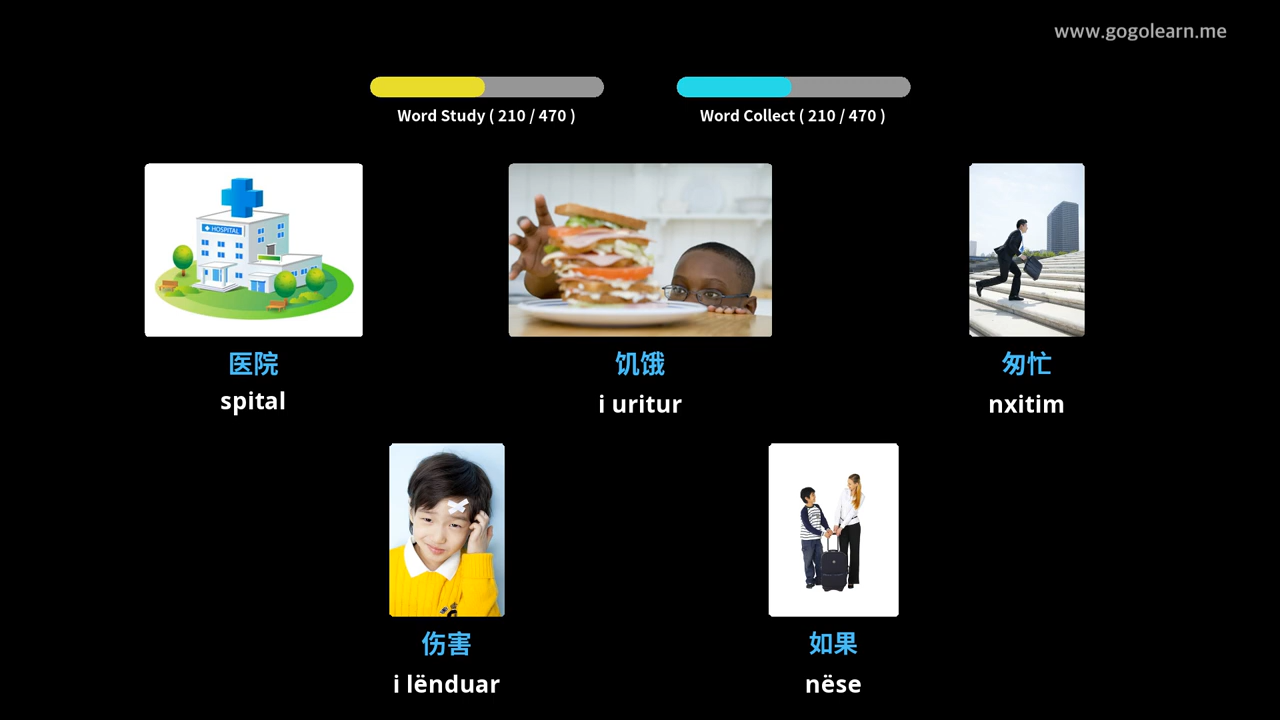 www.gogolearn.me
Word Study ( 210 / 470 )
Word Collect ( 210 / 470 )
HOSPITAL
医院
spital
饥饿
i uritur
匆忙
nxitim
伤害
i lënduar
如果
nëse